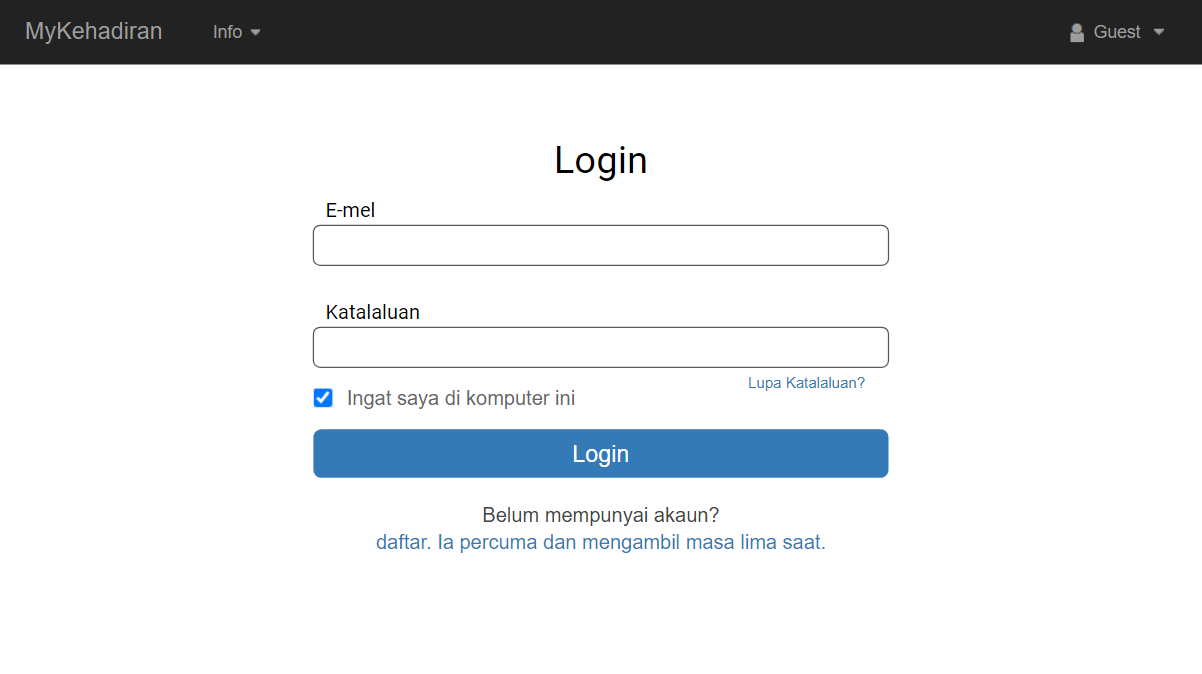 MyKehadiran Info Guest
Login
E-mel
Katalaluan
Lupa Katalaluan?
Ingat saya di komputer ini
Login
Belum mempunyai akaun?
daftar. Ia percuma dan mengambil masa lima saat.